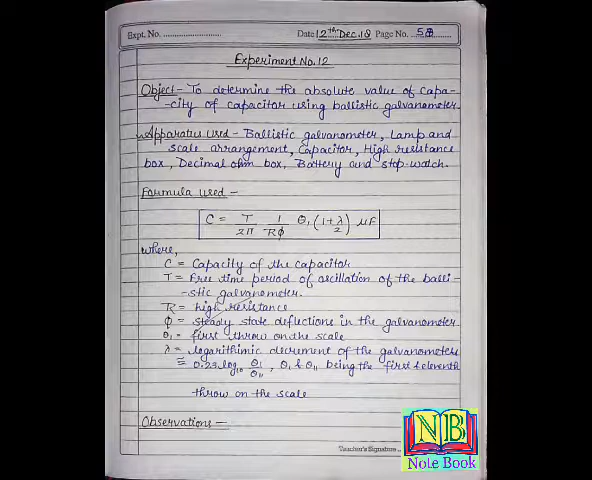 Expt. No. ........................
Date 12th Dec. 18 Page No. 58
Experiment No. 12
Object - To determine the absolute value of capa-
-city of capacitor using ballistic galvanometer.
Apparatus used - Ballistic galvanometer, Lamp and
scale arrangement, Capacitor, High resistance
box, Decimal ohm box, Battery and stop-watch.
Formula used -
C = T/2π 1/Rϕ θ₁ (1+λ/2) μF
where,
C = Capacity of the capacitor
T = Free time period of oscillation of the balli-
-stic galvanometer.
R = high resistance
ϕ = steady state deflections in the galvanometer
θ₁ = first throw on the scale
λ = logarithimic decrement of the galvanometers
= 0.23 log₁₀ θ₁/θ₁₁, θ₁ & θ₁₁ being the first & eleventh
throw on the scale
Observations -
Teacher's Signature
NB
Note Book